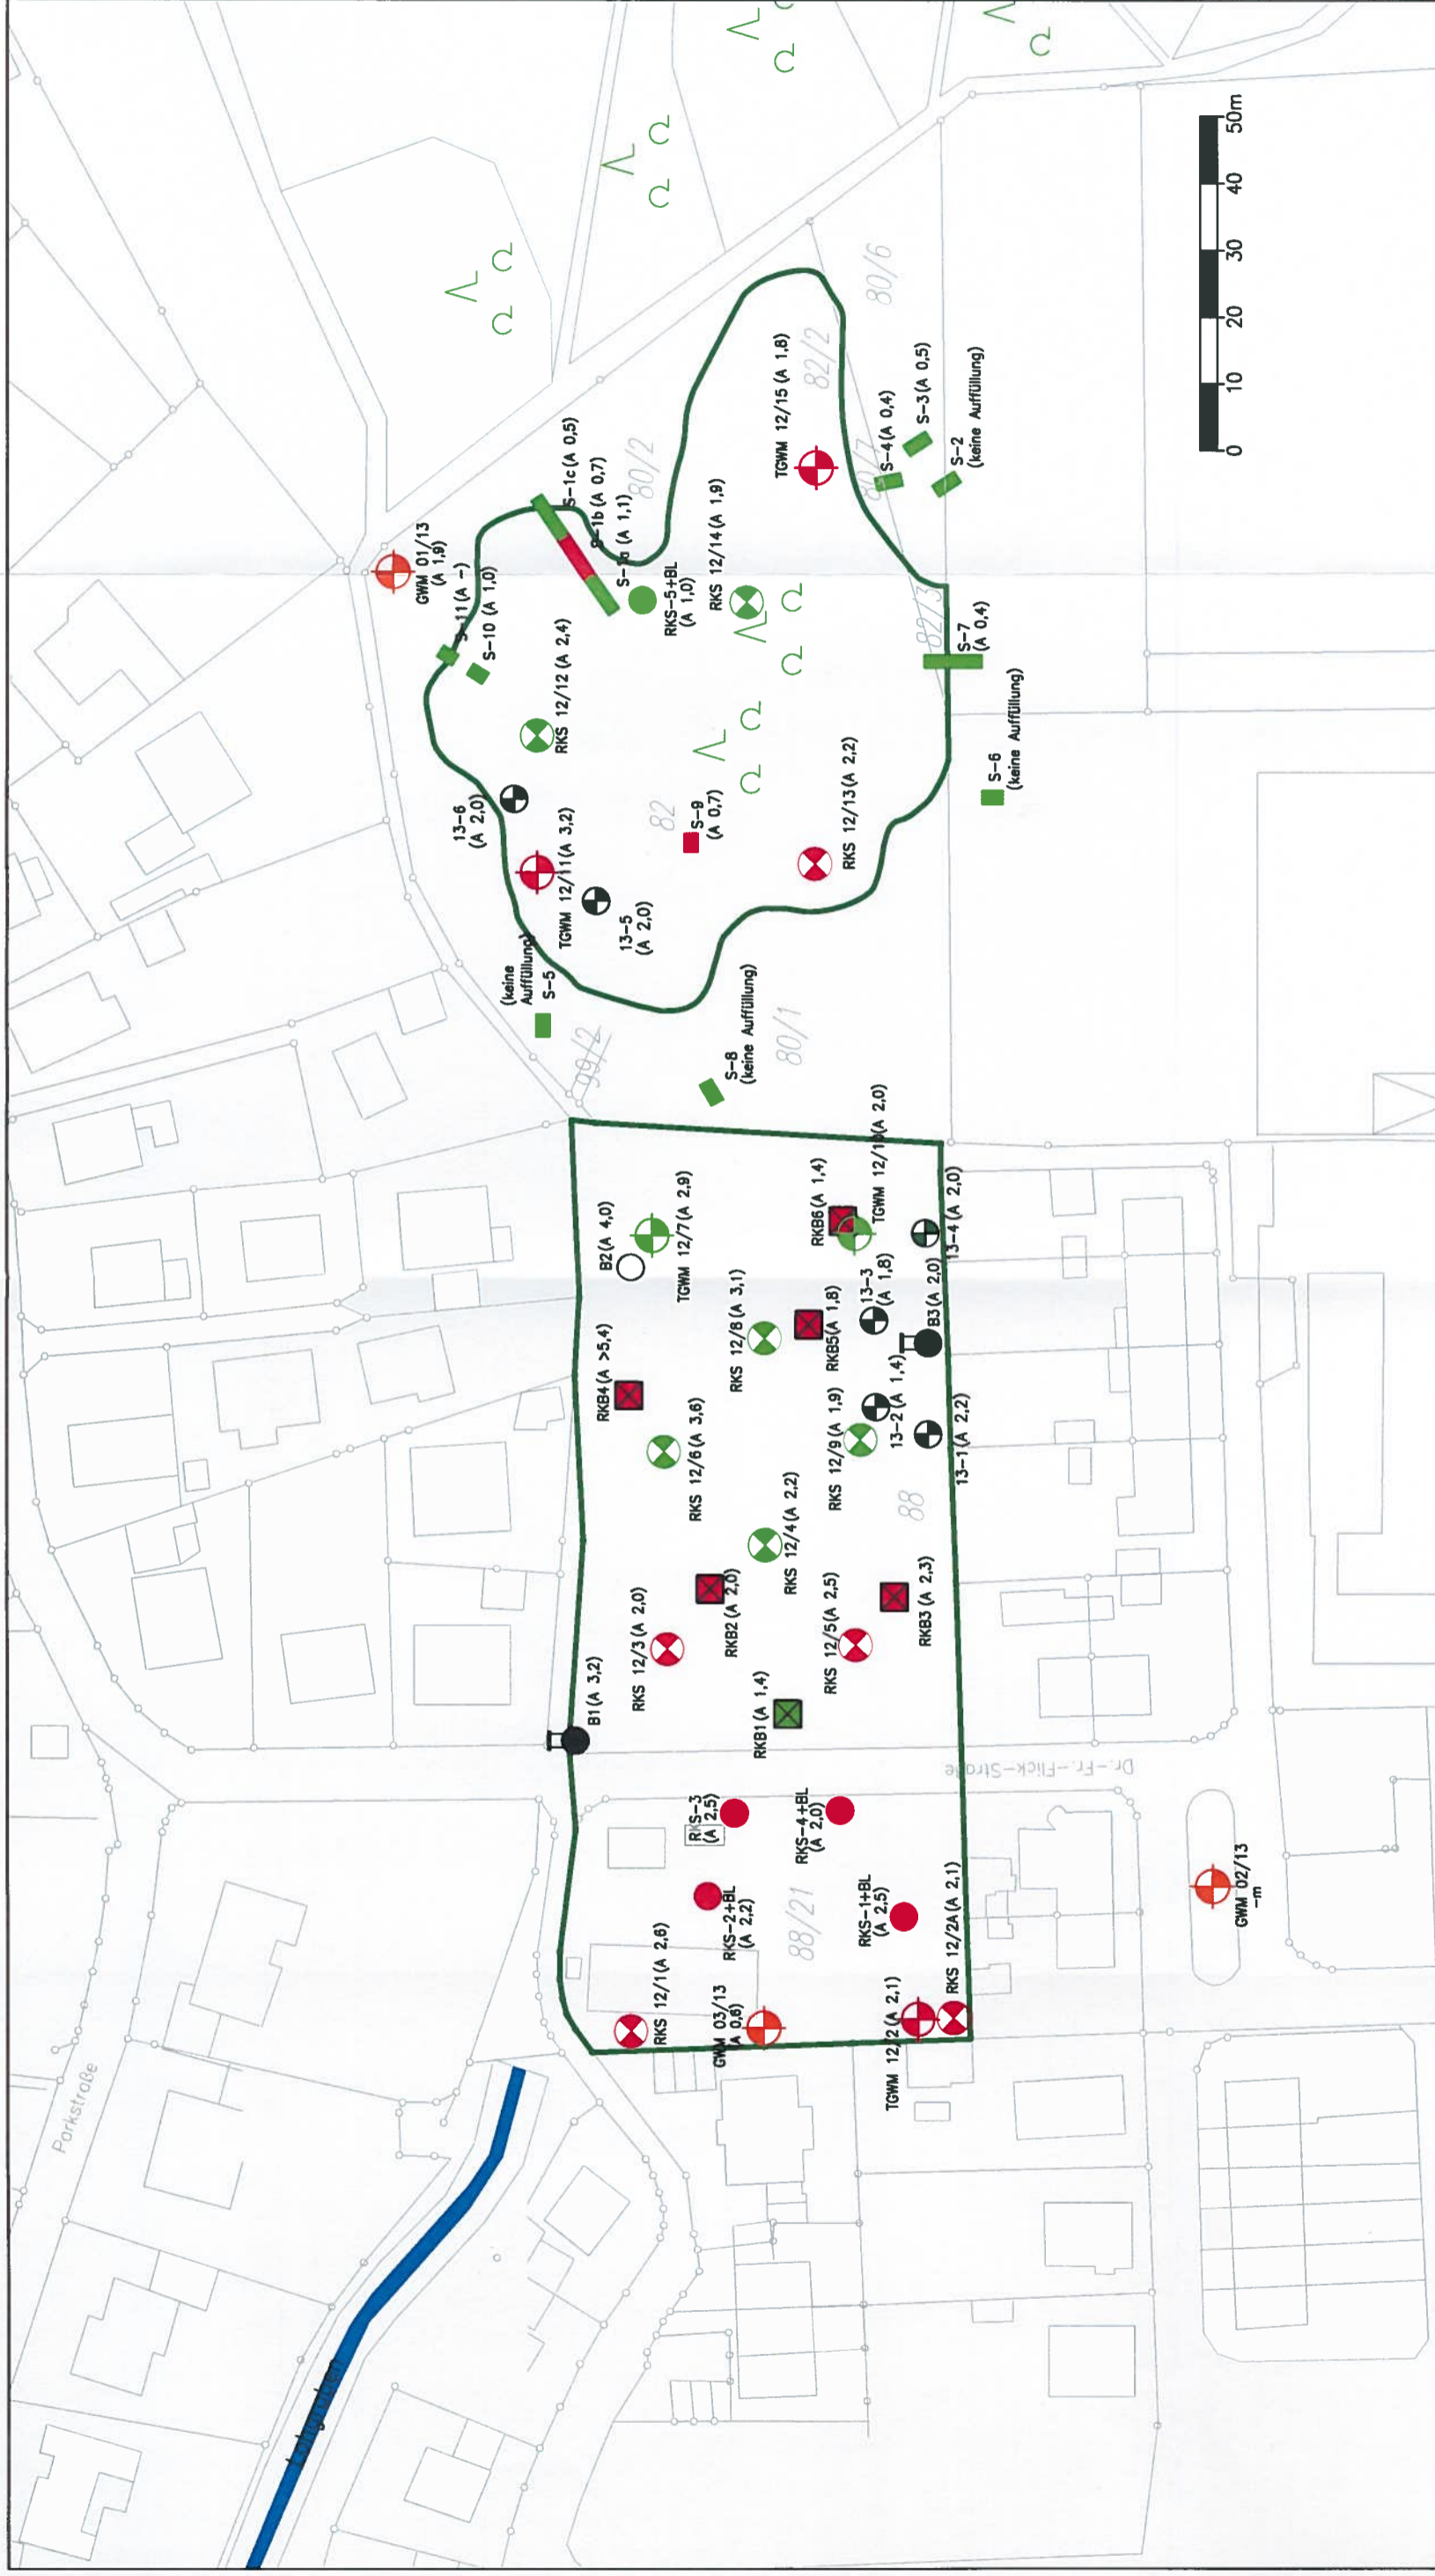 GWM 01/13
(A 1,9)
S-11(A -)
S-10 (A 1,0)
S-1c(A 0,5)
S-1b (A 0,7)
S-1a (A 1,1)
80/2
RKS-5+BL
(A 1,0)
RKS 12/14(A 1,9)
TGWM 12/15 (A 1,8)
82/2
80/6
80/7
S-4(A 0,4)
S-3(A 0,5)
S-2
(keine Auffüllung)
82/3
S-7
(A 0,4)
S-6
(keine Auffüllung)
RKS 12/12 (A 2,4)
13-6
(A 2,0)
TGWM 12/11(A 3,2)
13-5
(A 2,0)
82
S-9
(A 0,7)
RKS 12/13(A 2,2)
(keine
Auffüllung)
S-5
99/2
S-8
(keine Auffüllung)
80/1
B2(A 4,0)
TGWM 12/7(A 2,9)
RKB6(A 1,4)
TGWM 12/10(A 2,0)
13-4 (A 2,0)
13-3
(A 1,8)
B3(A 2,0)
RKS 12/8(A 3,1)
RKB5(A 1,8)
RKB4(A >5,4)
RKS 12/6(A 3,6)
RKS 12/9(A 1,9)
13-2(A 1,4)
13-1(A 2,2)
88
RKS 12/4(A 2,2)
RKB2(A 2,0)
RKS 12/3(A 2,0)
RKS 12/5(A 2,5)
RKB3(A 2,3)
B1(A 3,2)
RKB1(A 1,4)
Dr.-Fr.-Flick-Straße
RKS-3
(A 2,5)
RKS-4+BL
(A 2,0)
RKS-2+BL
(A 2,2)
RKS-1+BL
(A 2,5)
88/21
RKS 12/1(A 2,6)
GWM 03/13
(A 0,6)
TGWM 12/2(A 2,1)
RKS 12/2A(A 2,1)
GWM 02/13
-m
Parkstraße
0 10 20 30 40 50m